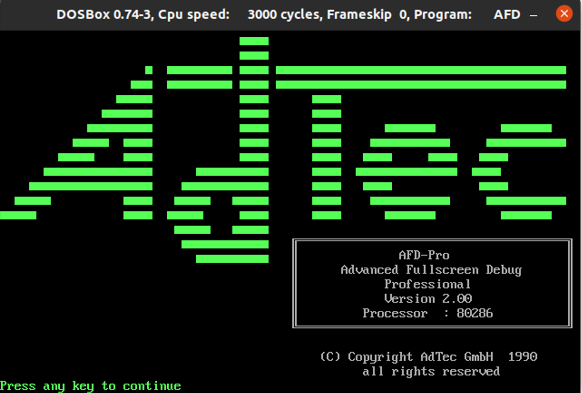 DOSBox 0.74-3, Cpu speed: 3000 cycles, Frameskip 0, Program: AFD
AdTec
AFD-Pro
Advanced Fullscreen Debug
Professional
Version 2.00
Processor : 80286
(C) Copyright AdTec GmbH 1990
all rights reserved
Press any key to continue